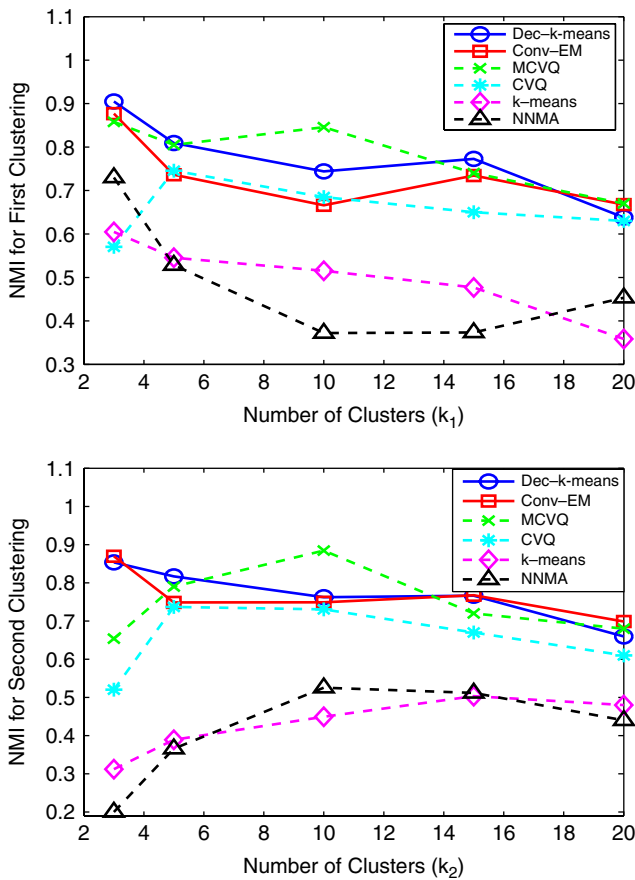 1.1
1
0.9
0.8
0.7
0.6
0.5
0.4
0.3
NMI for First Clustering
Dec–k-means
Conv–EM
MCVQ
CVQ
k–means
NNMA
2 4 6 8 10 12 14 16 18 20
Number of Clusters (k1)
1.1
1
0.9
0.8
0.7
0.6
0.5
0.4
0.3
0.2
NMI for Second Clustering
Dec–k-means
Conv–EM
MCVQ
CVQ
k–means
NNMA
2 4 6 8 10 12 14 16 18 20
Number of Clusters (k2)